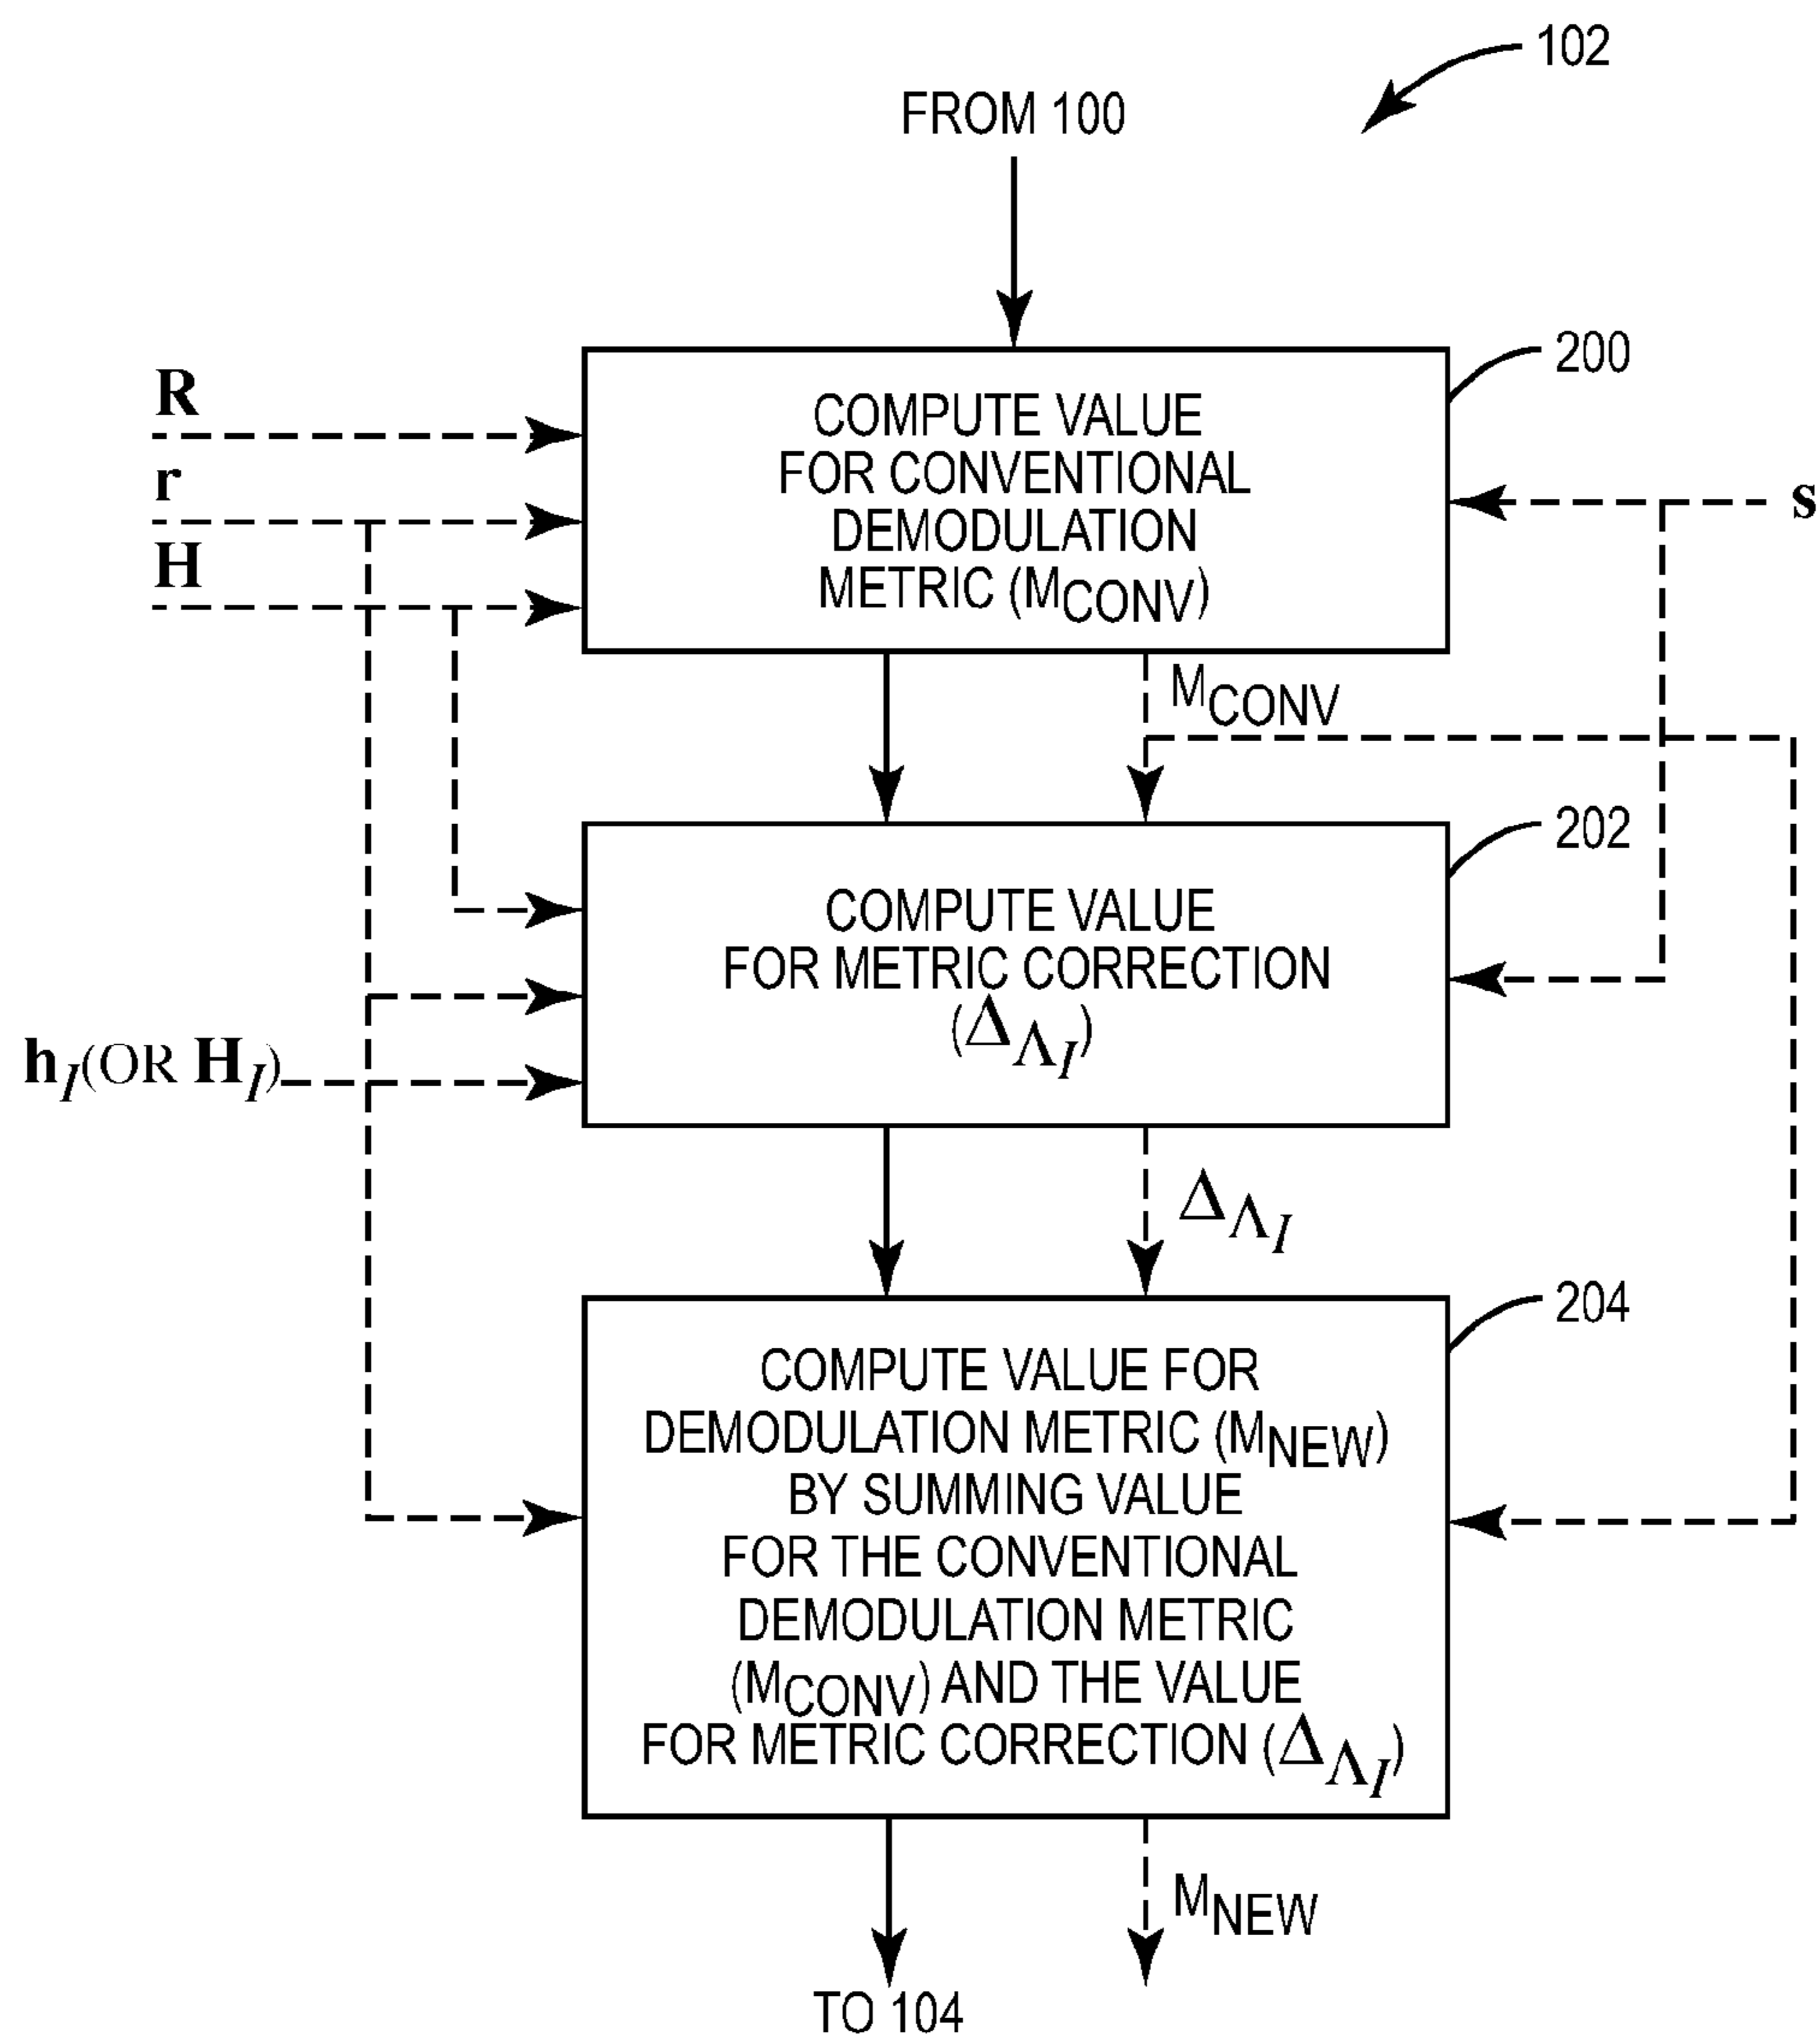 102
FROM 100
200
R
r
H
COMPUTE VALUE
FOR CONVENTIONAL
DEMODULATION
METRIC (MCONV)
s
MCONV
202
COMPUTE VALUE
FOR METRIC CORRECTION
(ΔΛI)
hI(OR HI)
ΔΛI
204
COMPUTE VALUE FOR
DEMODULATION METRIC (MNEW)
BY SUMMING VALUE
FOR THE CONVENTIONAL
DEMODULATION METRIC
(MCONV) AND THE VALUE
FOR METRIC CORRECTION (ΔΛI)
MNEW
TO 104